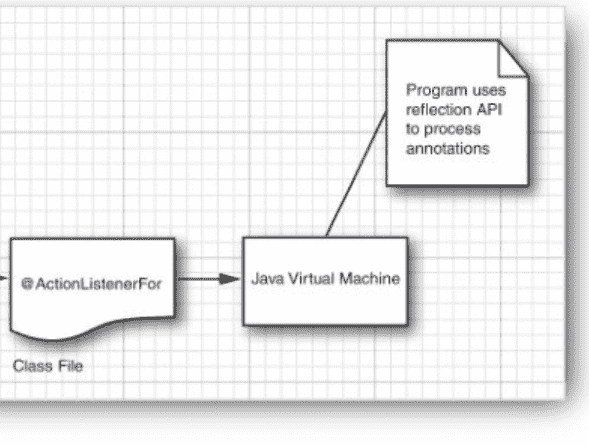 Program uses
reflection API
to process
annotations
@ActionListenerFor
Java Virtual Machine
Class File